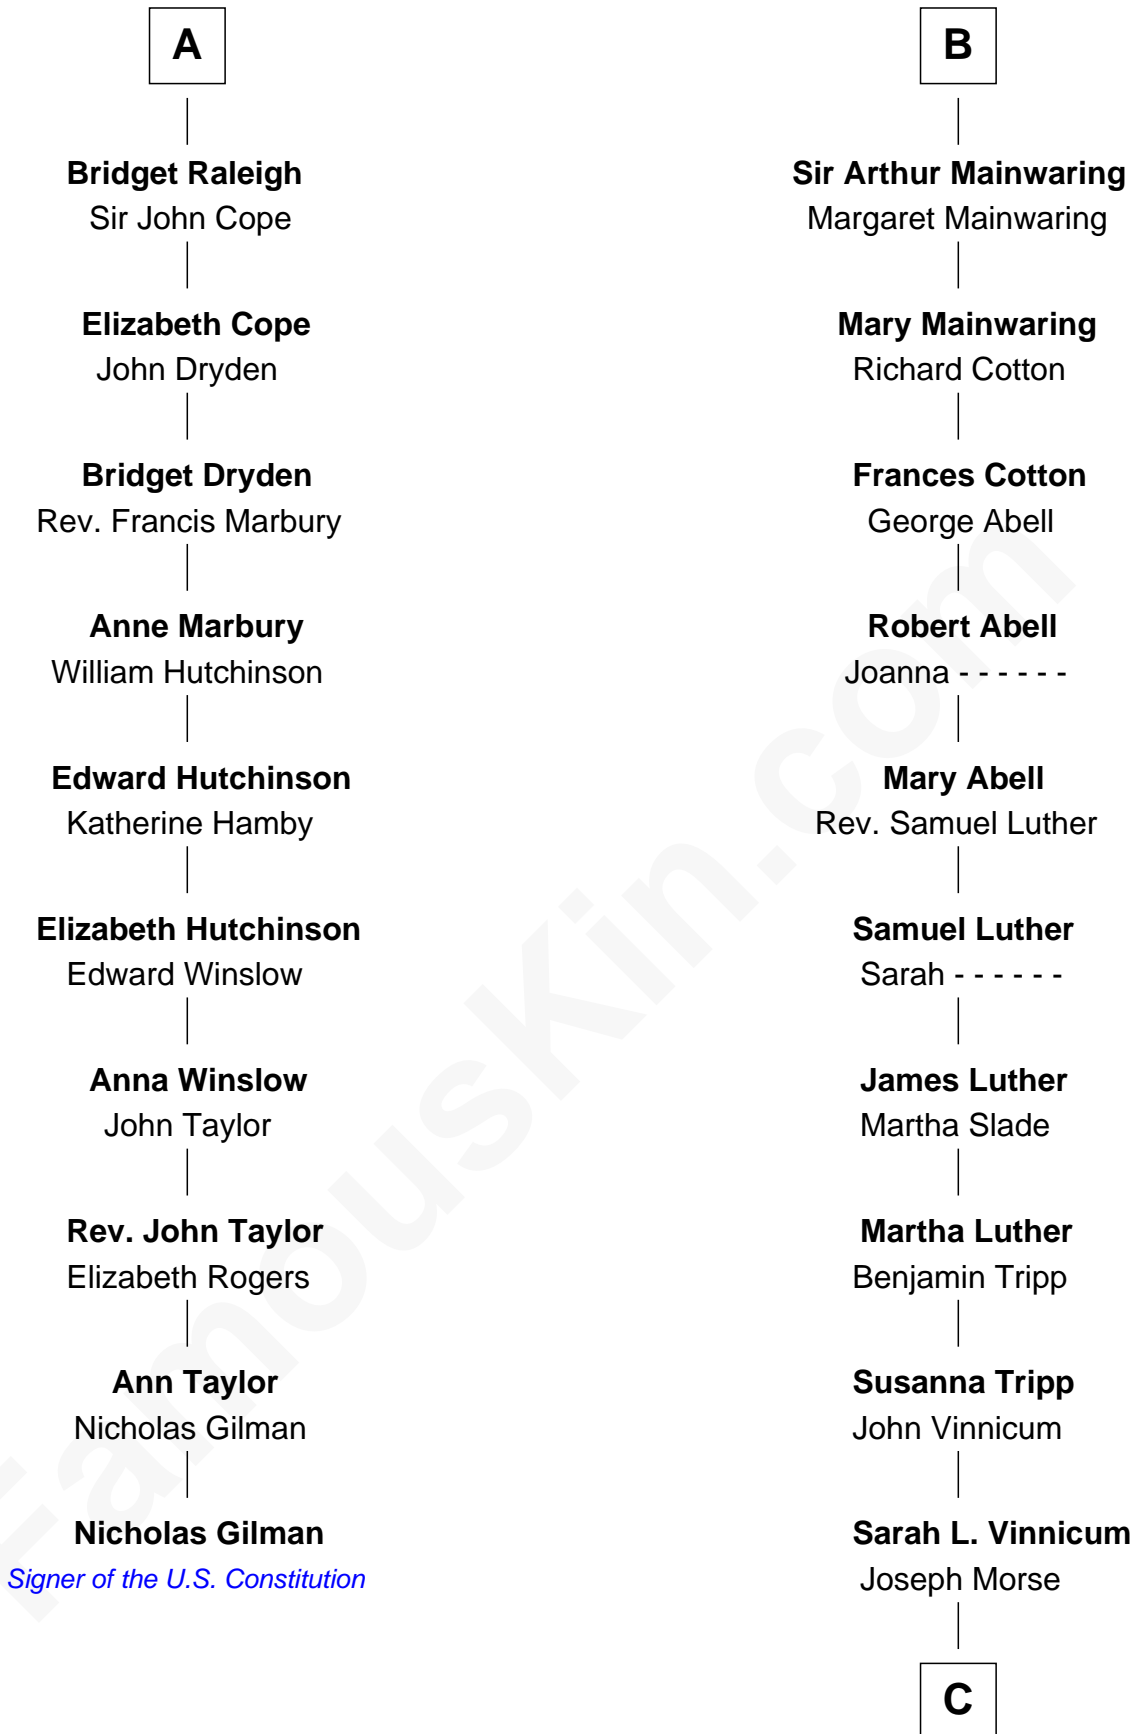 A
Bridget Raleigh
Sir John Cope
Elizabeth Cope
John Dryden
Bridget Dryden
Rev. Francis Marbury
Anne Marbury
William Hutchinson
Edward Hutchinson
Katherine Hamby
Elizabeth Hutchinson
Edward Winslow
Anna Winslow
John Taylor
Rev. John Taylor
Elizabeth Rogers
Ann Taylor
Nicholas Gilman
Nicholas Gilman
Signer of the U.S. Constitution
B
Sir Arthur Mainwaring
Margaret Mainwaring
Mary Mainwaring
Richard Cotton
Frances Cotton
George Abell
Robert Abell
Joanna - - - - - -
Mary Abell
Rev. Samuel Luther
Samuel Luther
Sarah - - - - - -
James Luther
Martha Slade
Martha Luther
Benjamin Tripp
Susanna Tripp
John Vinnicum
Sarah L. Vinnicum
Joseph Morse
C
FamousKin.com